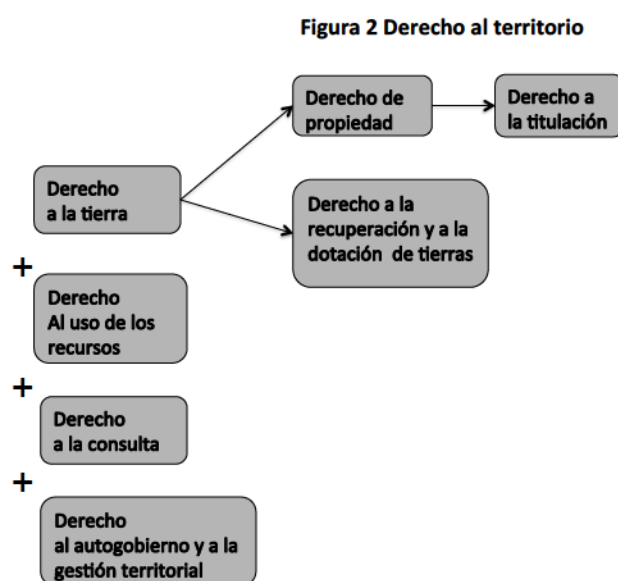 Figura 2 Derecho al territorio
Derecho de
propiedad
Derecho a
la titulación
Derecho
a la tierra
Derecho a la
recuperación y a la
dotación de tierras
+
Derecho
Al uso de los
recursos
+
Derecho
a la consulta
+
Derecho
al autogobierno y a la
gestión territorial